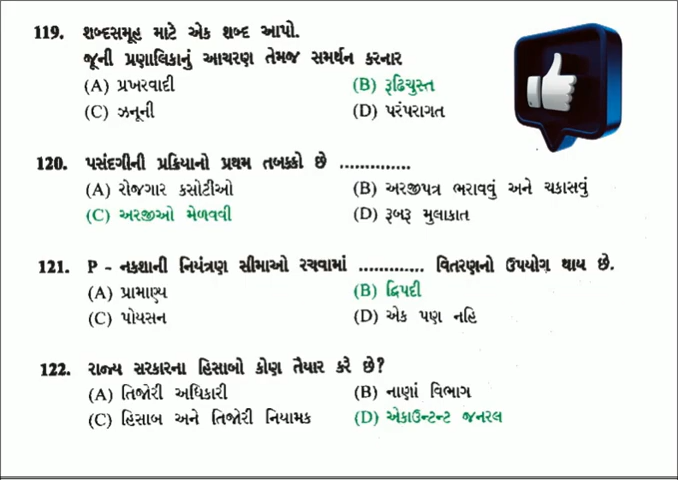 119. શબ્દસમૂહ માટે એક શબ્દ આપો.
જૂની પ્રણાલિકાનું આચરણ તેમજ સમર્થન કરનાર
(A) પ્રખરવાદી (B) રૂઢિચુસ્ત
(C) ઝનૂની (D) પરંપરાગત
120. પસંદગીની પ્રક્રિયાનો પ્રથમ તબક્કો છે ..............
(A) રોજગાર કસોટીઓ (B) અરજીપત્ર ભરાવવું અને ચકાસવું
(C) અરજીઓ મેળવવી (D) રૂબરૂ મુલાકાત
121. P - નકશાની નિયંત્રણ સીમાઓ રચવામાં ............. વિતરણનો ઉપયોગ થાય છે.
(A) પ્રામાણ્ય (B) દ્વિપદી
(C) પોયસન (D) એક પણ નહિ
122. રાજ્ય સરકારના હિસાબો કોણ તૈયાર કરે છે?
(A) તિજોરી અધિકારી (B) નાણાં વિભાગ
(C) હિસાબ અને તિજોરી નિયામક (D) એકાઉન્ટન્ટ જનરલ